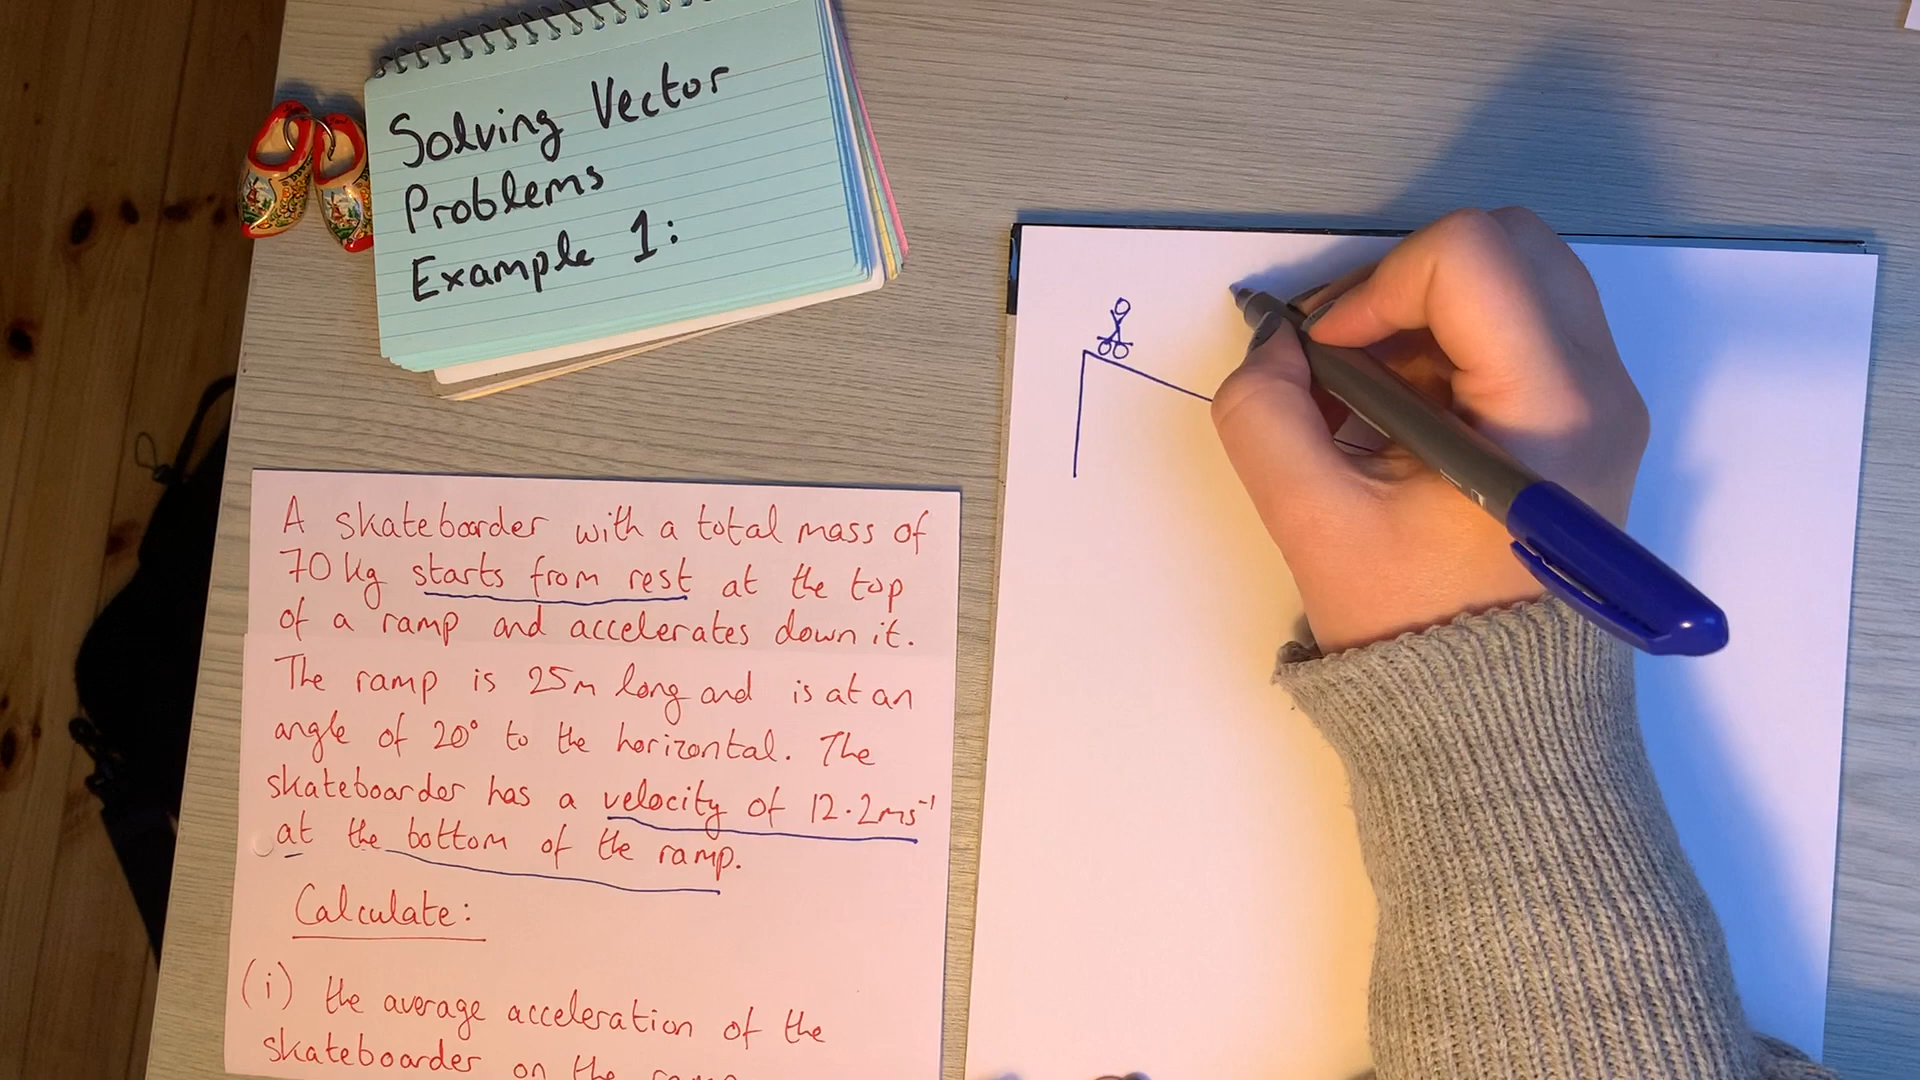 Solving Vector
Problems
Example 1:
A skateboarder with a total mass of
70 kg starts from rest at the top
of a ramp and accelerates down it.
The ramp is 25m long and is at an
angle of 20° to the horizontal. The
skateboarder has a velocity of 12.2ms⁻¹
at the bottom of the ramp.
Calculate:
(i) the average acceleration of the
skateboarder on the